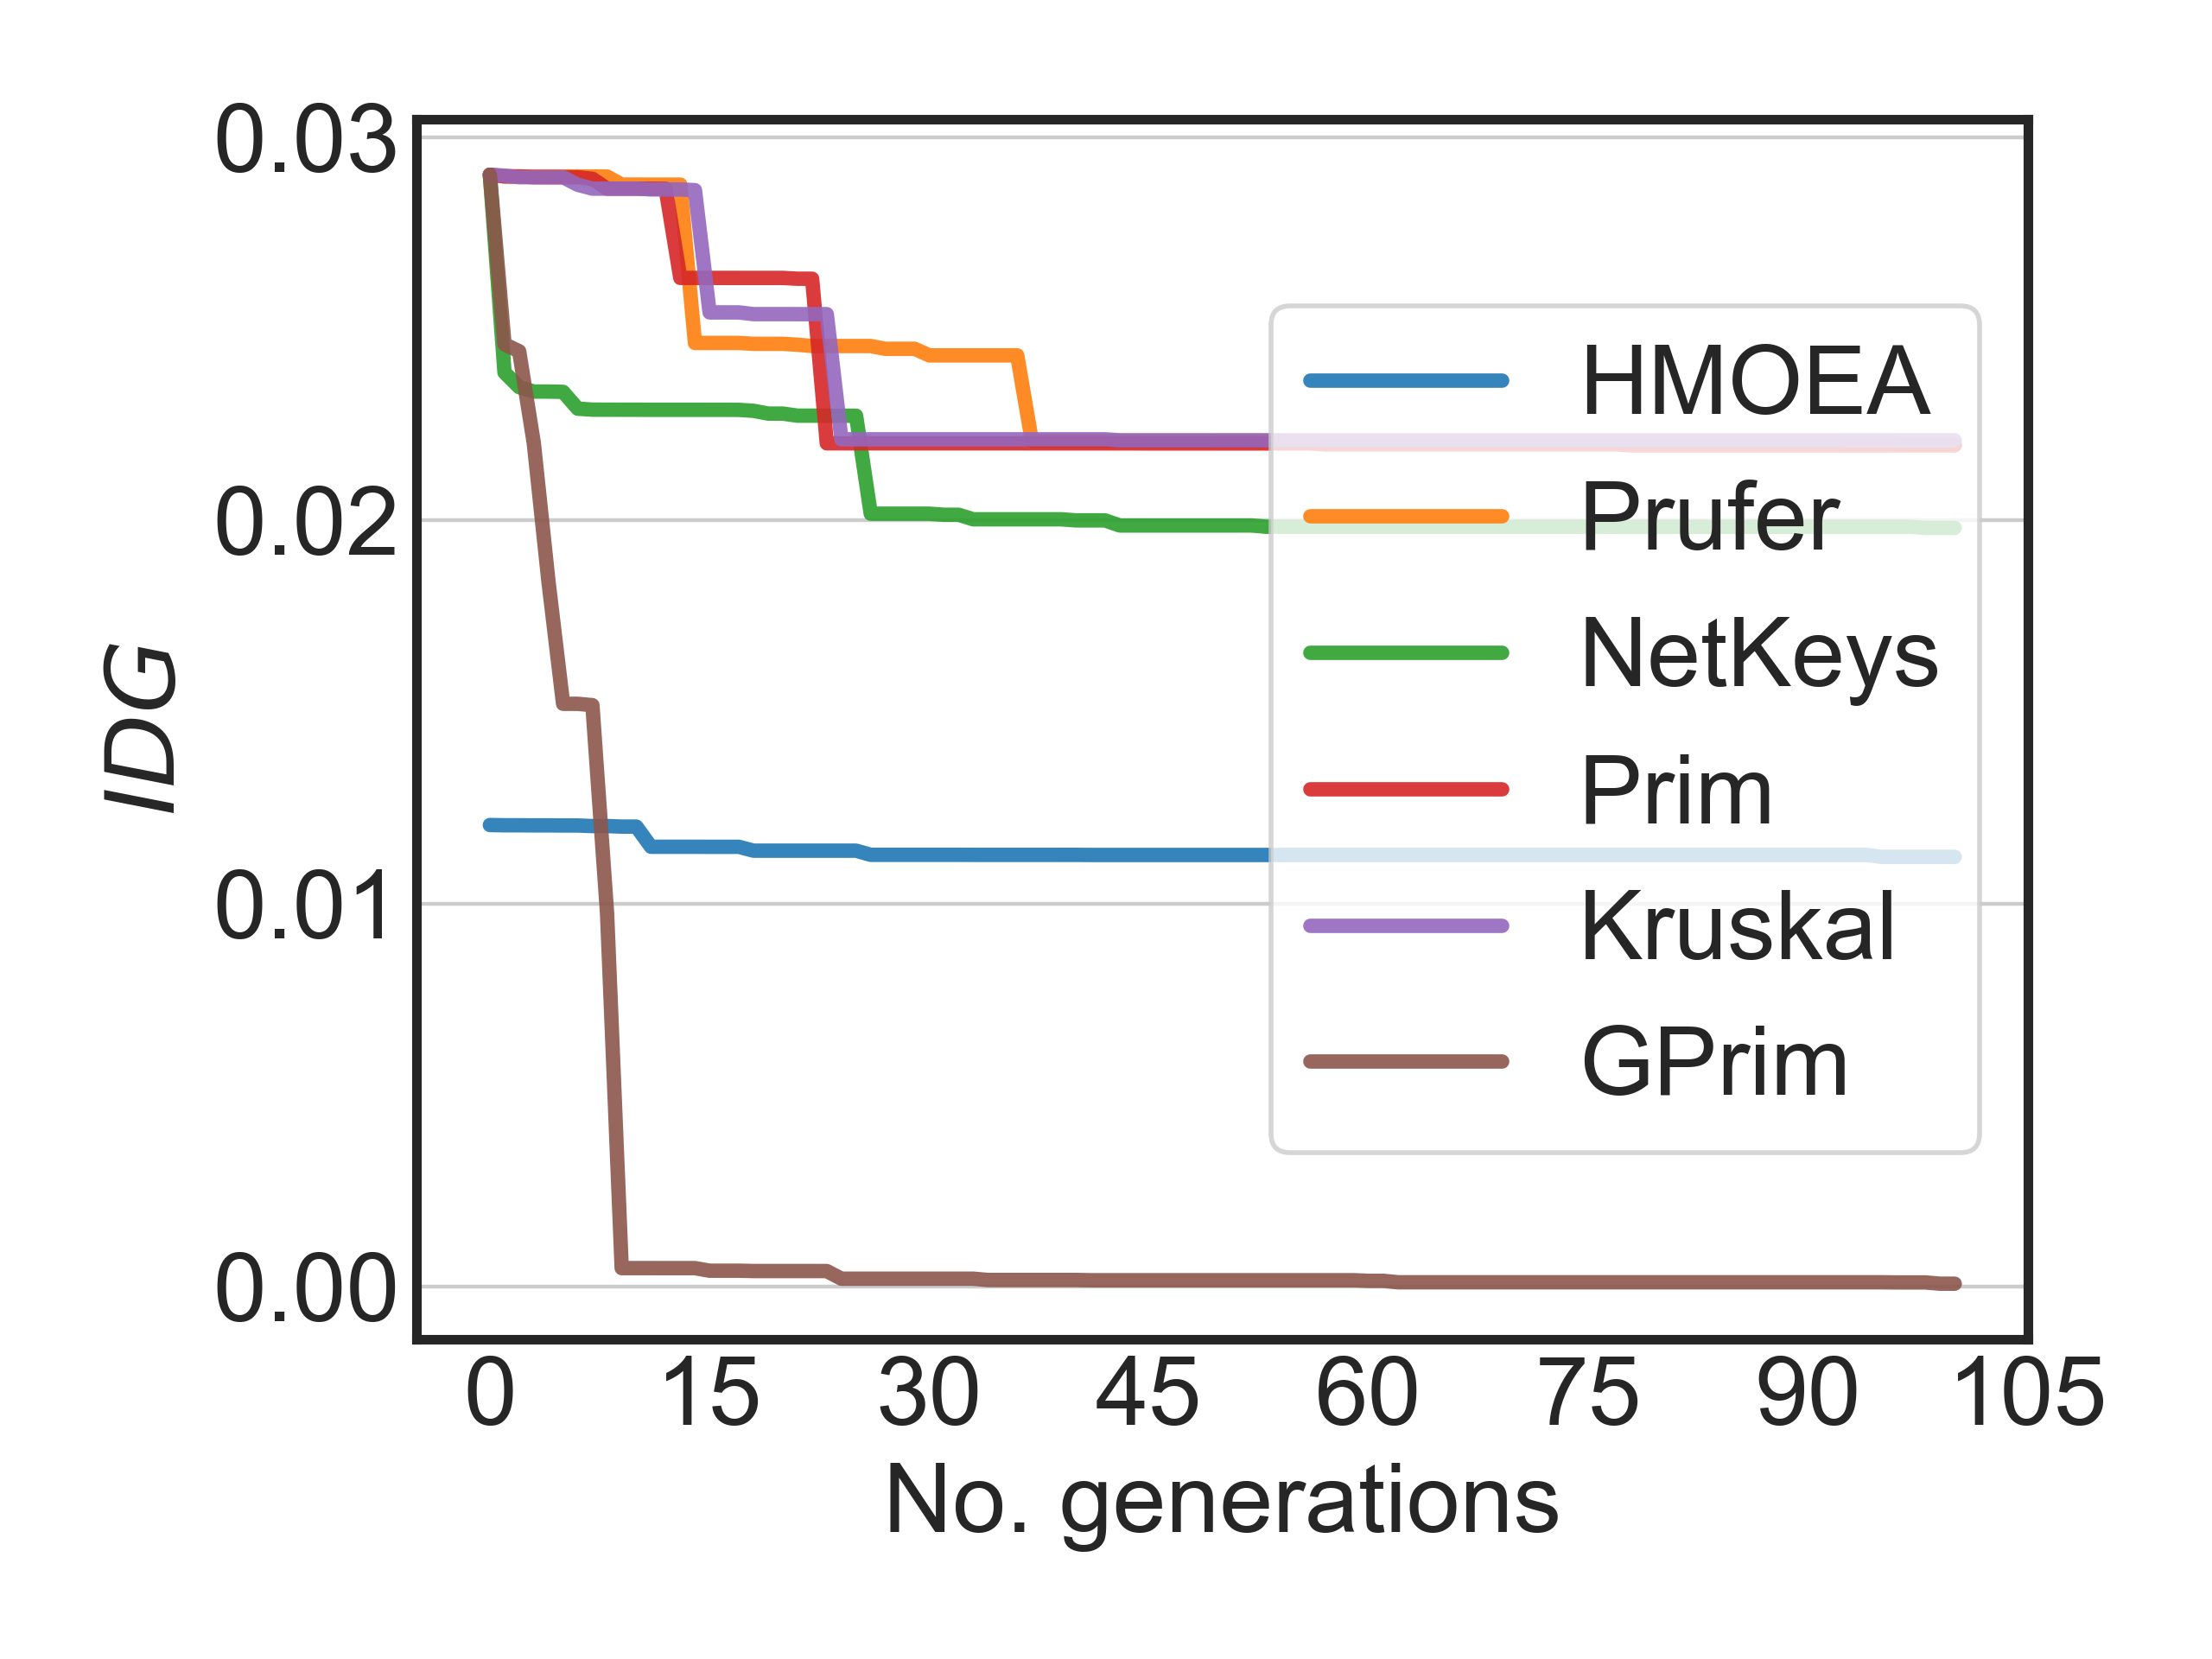 IDG
0.03
0.02
0.01
0.00
0 15 30 45 60 75 90 105
No. generations
HMOEA
Prufer
NetKeys
Prim
Kruskal
GPrim